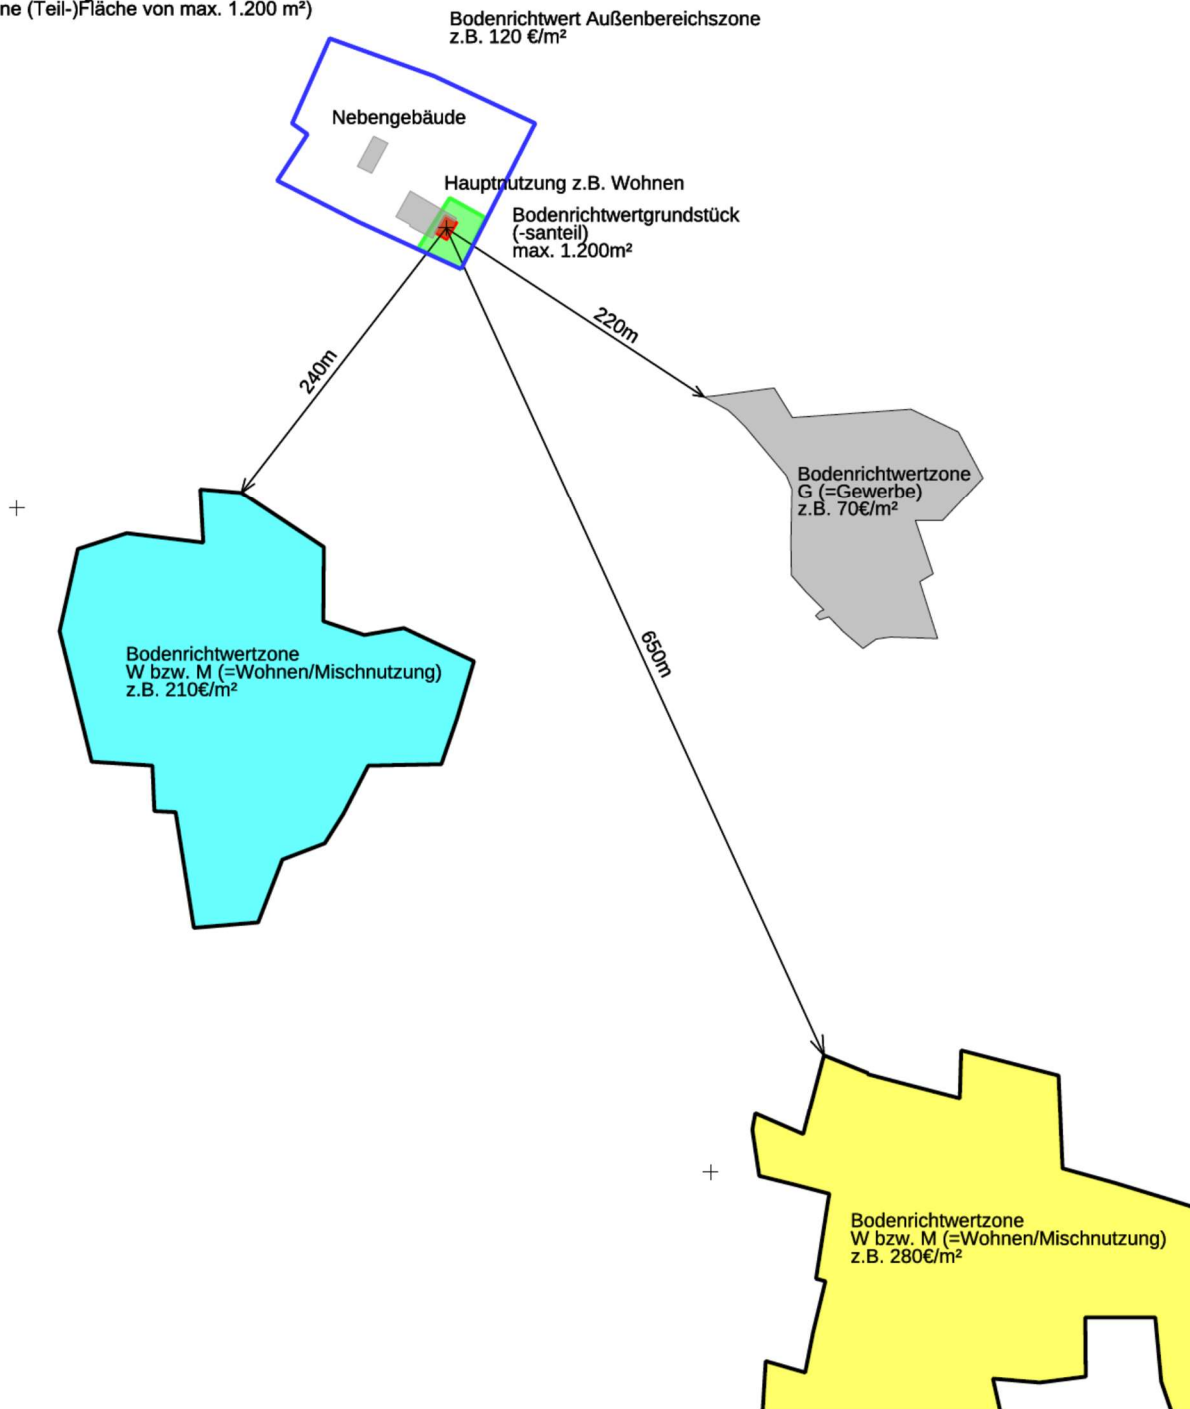 ne (Teil-)Fläche von max. 1.200 m²)
Bodenrichtwert Außenbereichszone
z.B. 120 €/m²
Nebengebäude
Hauptnutzung z.B. Wohnen
Bodenrichtwertgrundstück
(-santeil)
max. 1.200m²
220m
240m
Bodenrichtwertzone
G (=Gewerbe)
z.B. 70€/m²
650m
Bodenrichtwertzone
W bzw. M (=Wohnen/Mischnutzung)
z.B. 210€/m²
Bodenrichtwertzone
W bzw. M (=Wohnen/Mischnutzung)
z.B. 280€/m²